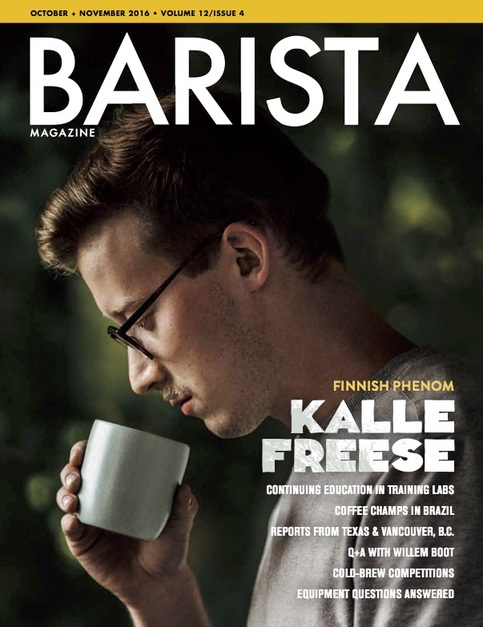 OCTOBER + NOVEMBER 2016 • VOLUME 12/ISSUE 4
BARISTA
MAGAZINE
FINNISH PHENOM
KALLE
FREESE
CONTINUING EDUCATION IN TRAINING LABS
COFFEE CHAMPS IN BRAZIL
REPORTS FROM TEXAS & VANCOUVER, B.C.
Q+A WITH WILLEM BOOT
COLD-BREW COMPETITIONS
EQUIPMENT QUESTIONS ANSWERED